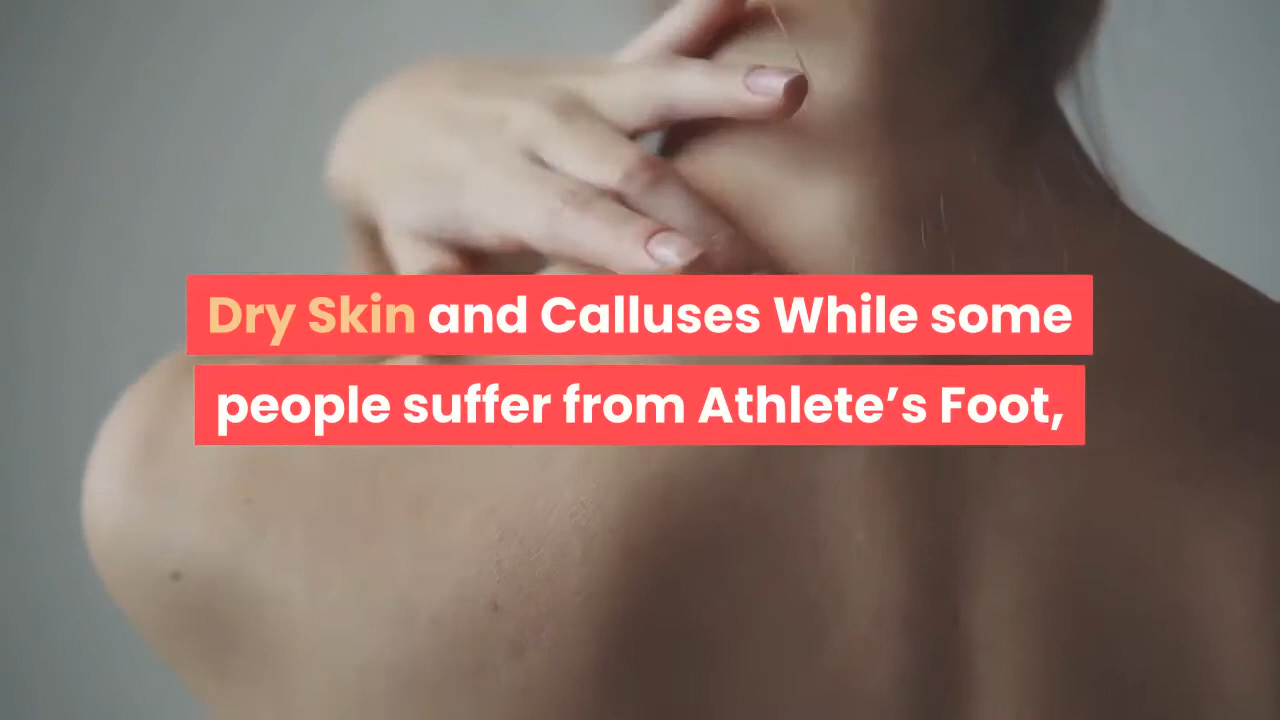 Dry Skin and Calluses While some
people suffer from Athlete’s Foot,